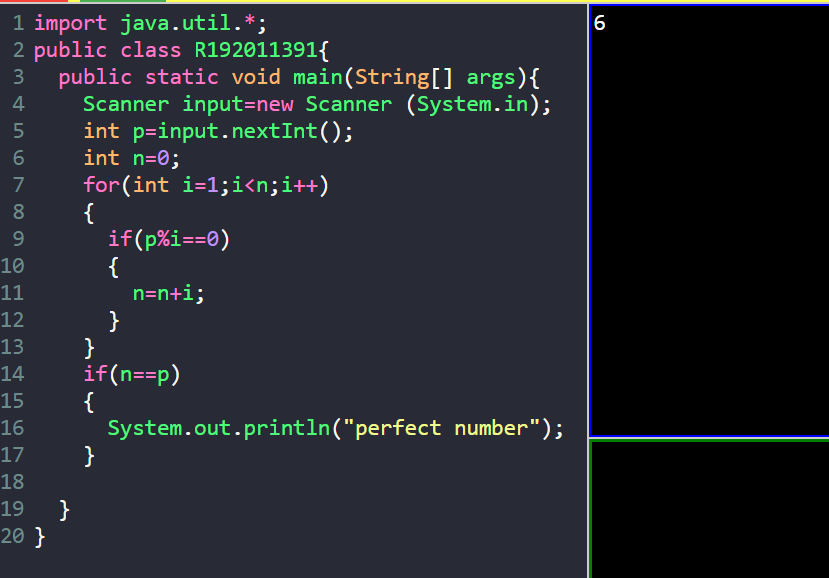 1 import java.util.*;
2 public class R192011391{
3   public static void main(String[] args){
4     Scanner input=new Scanner (System.in);
5     int p=input.nextInt();
6     int n=0;
7     for(int i=1;i<n;i++)
8     {
9       if(p%i==0)
10       {
11         n=n+i;
12       }
13     }
14     if(n==p)
15     {
16       System.out.println("perfect number");
17     }
18
19   }
20 }
6